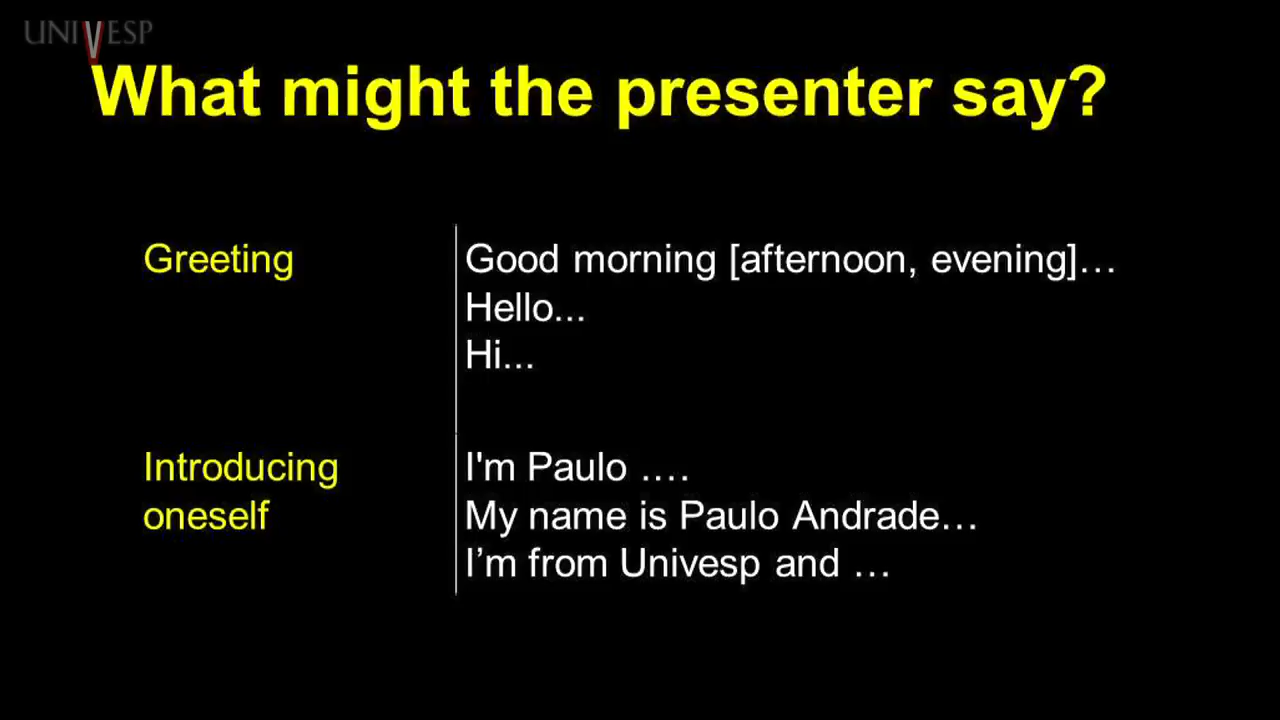 UNIVESP
What might the presenter say?
Greeting
Good morning [afternoon, evening]…
Hello...
Hi...
Introducing
oneself
I'm Paulo ….
My name is Paulo Andrade…
I’m from Univesp and …